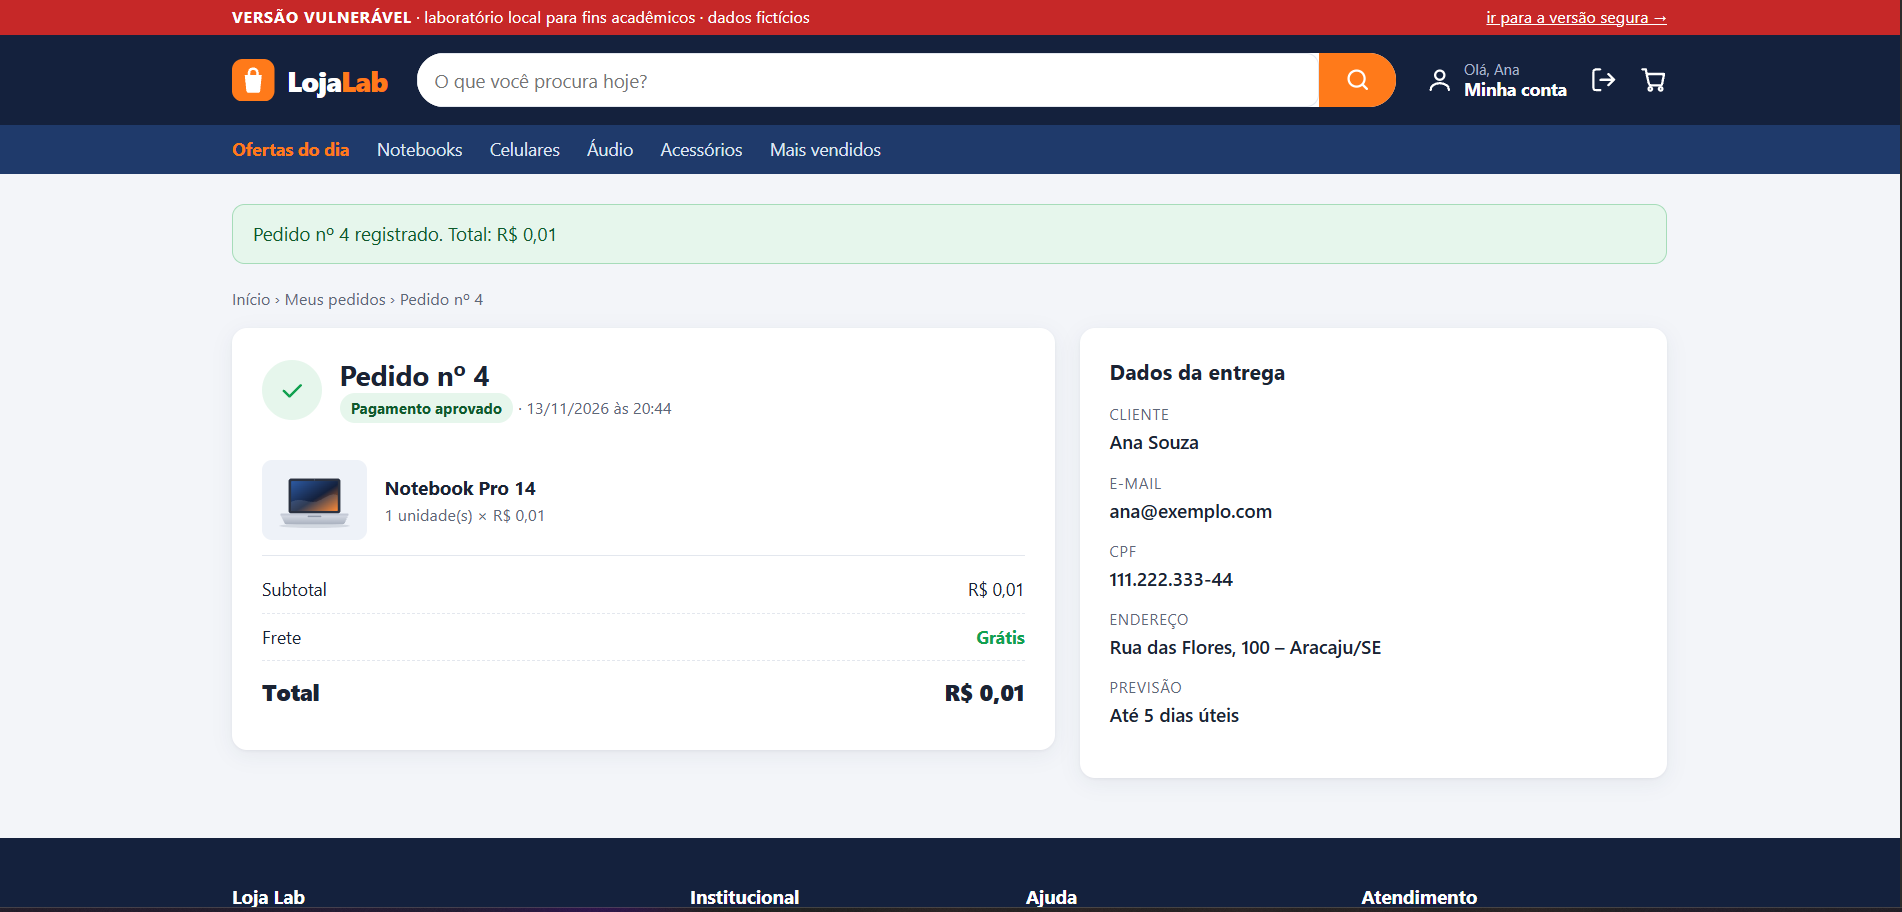 VERSÃO VULNERÁVEL · laboratório local para fins acadêmicos · dados fictícios
ir para a versão segura →
LojaLab
O que você procura hoje?
Olá, Ana
Minha conta
Ofertas do dia
Notebooks
Celulares
Áudio
Acessórios
Mais vendidos
Pedido nº 4 registrado. Total: R$ 0,01
Início › Meus pedidos › Pedido nº 4
Pedido nº 4
Pagamento aprovado · 13/11/2026 às 20:44
Notebook Pro 14
1 unidade(s) × R$ 0,01
Subtotal R$ 0,01
Frete Grátis
Total R$ 0,01
Dados da entrega
CLIENTE
Ana Souza
E-MAIL
ana@exemplo.com
CPF
111.222.333-44
ENDEREÇO
Rua das Flores, 100 – Aracaju/SE
PREVISÃO
Até 5 dias úteis
Loja Lab
Institucional
Ajuda
Atendimento